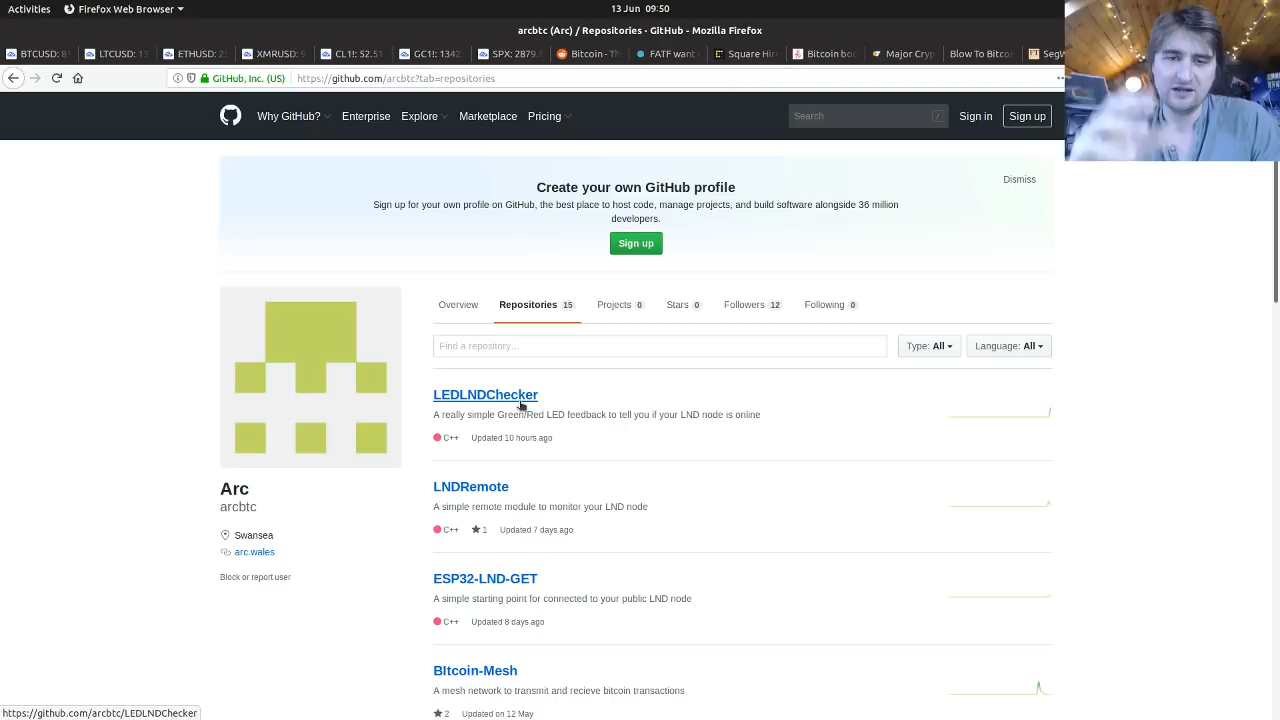 Activities
Firefox Web Browser
13 Jun 09:50
arcbtc (Arc) / Repositories · GitHub - Mozilla Firefox
BTCUSD: 8
LTCUSD: 13
ETHUSD: 25
XMRUSD: 9
CL1!: 52.51
GC1!: 1342.
SPX: 2879.
Bitcoin -
FATF want
Square Hir
Bitcoin boo
Major Cryp
Blow To Bitcoi
SegW
GitHub, Inc. (US)
https://github.com/arcbtc?tab=repositories
Why GitHub?
Enterprise
Explore
Marketplace
Pricing
Search
/
Sign in
Sign up
Create your own GitHub profile
Dismiss
Sign up for your own profile on GitHub, the best place to host code, manage projects, and build software alongside 36 million
developers.
Sign up
Overview
Repositories 15
Projects 0
Stars 0
Followers 12
Following 0
Find a repository…
Type: All
Language: All
LEDLNDChecker
A really simple Green/Red LED feedback to tell you if your LND node is online
C++ Updated 10 hours ago
LNDRemote
A simple remote module to monitor your LND node
C++ 1 Updated 7 days ago
ESP32-LND-GET
A simple starting point for connected to your public LND node
C++ Updated 8 days ago
BItcoin-Mesh
A mesh network to transmit and recieve bitcoin transactions
2 Updated on 12 May
Arc
arcbtc
Swansea
arc.wales
Block or report user
https://github.com/arcbtc/LEDLNDChecker